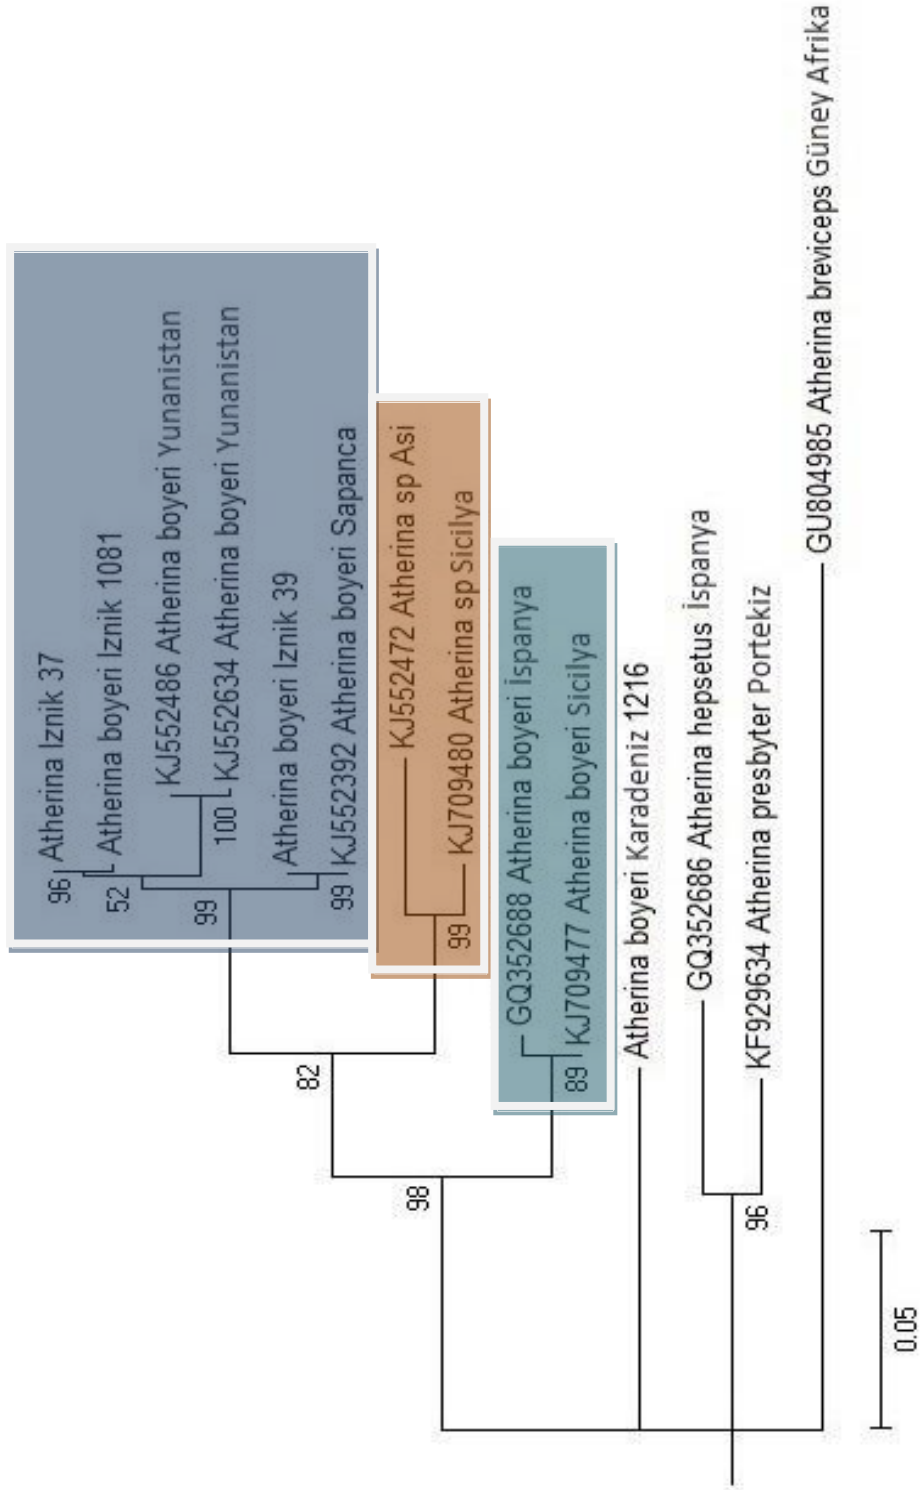 Atherina Iznik 37
96
Atherina boyeri Iznik 1081
52
KJ552486 Atherina boyeri Yunanistan
KJ552634 Atherina boyeri Yunanistan
100
99
Atherina boyeri Iznik 39
KJ552392 Atherina boyeri Sapanca
99
82
KJ552472 Atherina sp Asi
KJ709480 Atherina sp Sicilya
99
98
GQ352688 Atherina boyeri İspanya
KJ709477 Atherina boyeri Sicilya
89
Atherina boyeri Karadeniz 1216
GQ352686 Atherina hepsetus İspanya
KF929634 Atherina presbyter Portekiz
96
GU804985 Atherina breviceps Güney Afrika
0.05